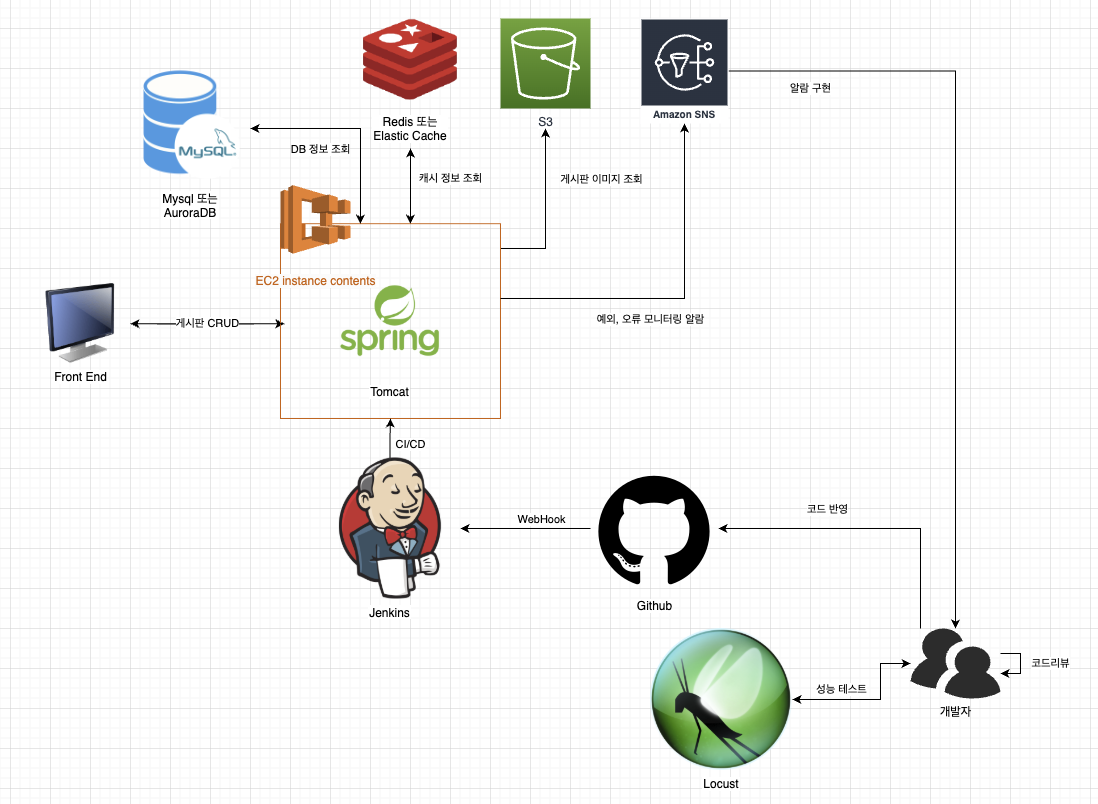 Redis 또는
Elastic Cache
S3
Amazon SNS
알람 구현
MySQL
Mysql 또는
AuroraDB
DB 정보 조회
캐시 정보 조회
게시판 이미지 조회
EC2 instance contents
spring
Tomcat
예외, 오류 모니터링 알람
게시판 CRUD
Front End
CI/CD
Jenkins
WebHook
Github
코드 반영
코드리뷰
개발자
성능 테스트
Locust